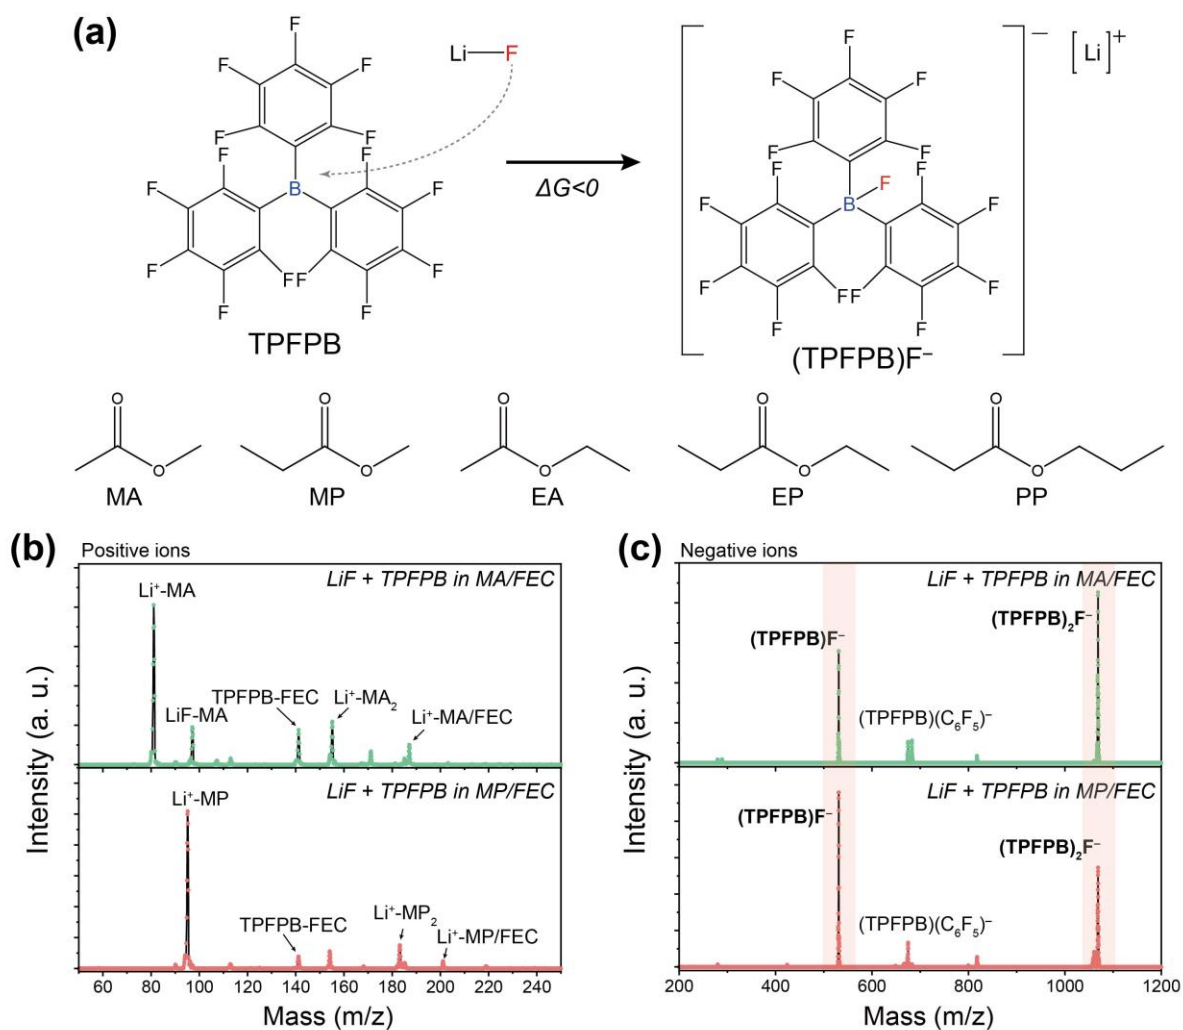 (a)
F
F F
F F
Li—F
B
F F
F F
F F
F F
F F
TPFPB
ΔG<0
F
F F
F F
F
B
F F
F F
F F
F F
F F
− [Li]⁺
(TPFPB)F⁻
O
O
MA
O
O
MP
O
O
EA
O
O
EP
O
O
PP
(b) Positive ions
LiF + TPFPB in MA/FEC
Li⁺-MA
LiF-MA
TPFPB-FEC
Li⁺-MA₂
Li⁺-MA/FEC
LiF + TPFPB in MP/FEC
Li⁺-MP
TPFPB-FEC
Li⁺-MP₂
Li⁺-MP/FEC
Intensity (a. u.)
60 80 100 120 140 160 180 200 220 240
Mass (m/z)
(c) Negative ions
LiF + TPFPB in MA/FEC
(TPFPB)F⁻
(TPFPB)(C₆F₅)⁻
(TPFPB)₂F⁻
LiF + TPFPB in MP/FEC
(TPFPB)F⁻
(TPFPB)(C₆F₅)⁻
(TPFPB)₂F⁻
Intensity (a. u.)
200 400 600 800 1000 1200
Mass (m/z)